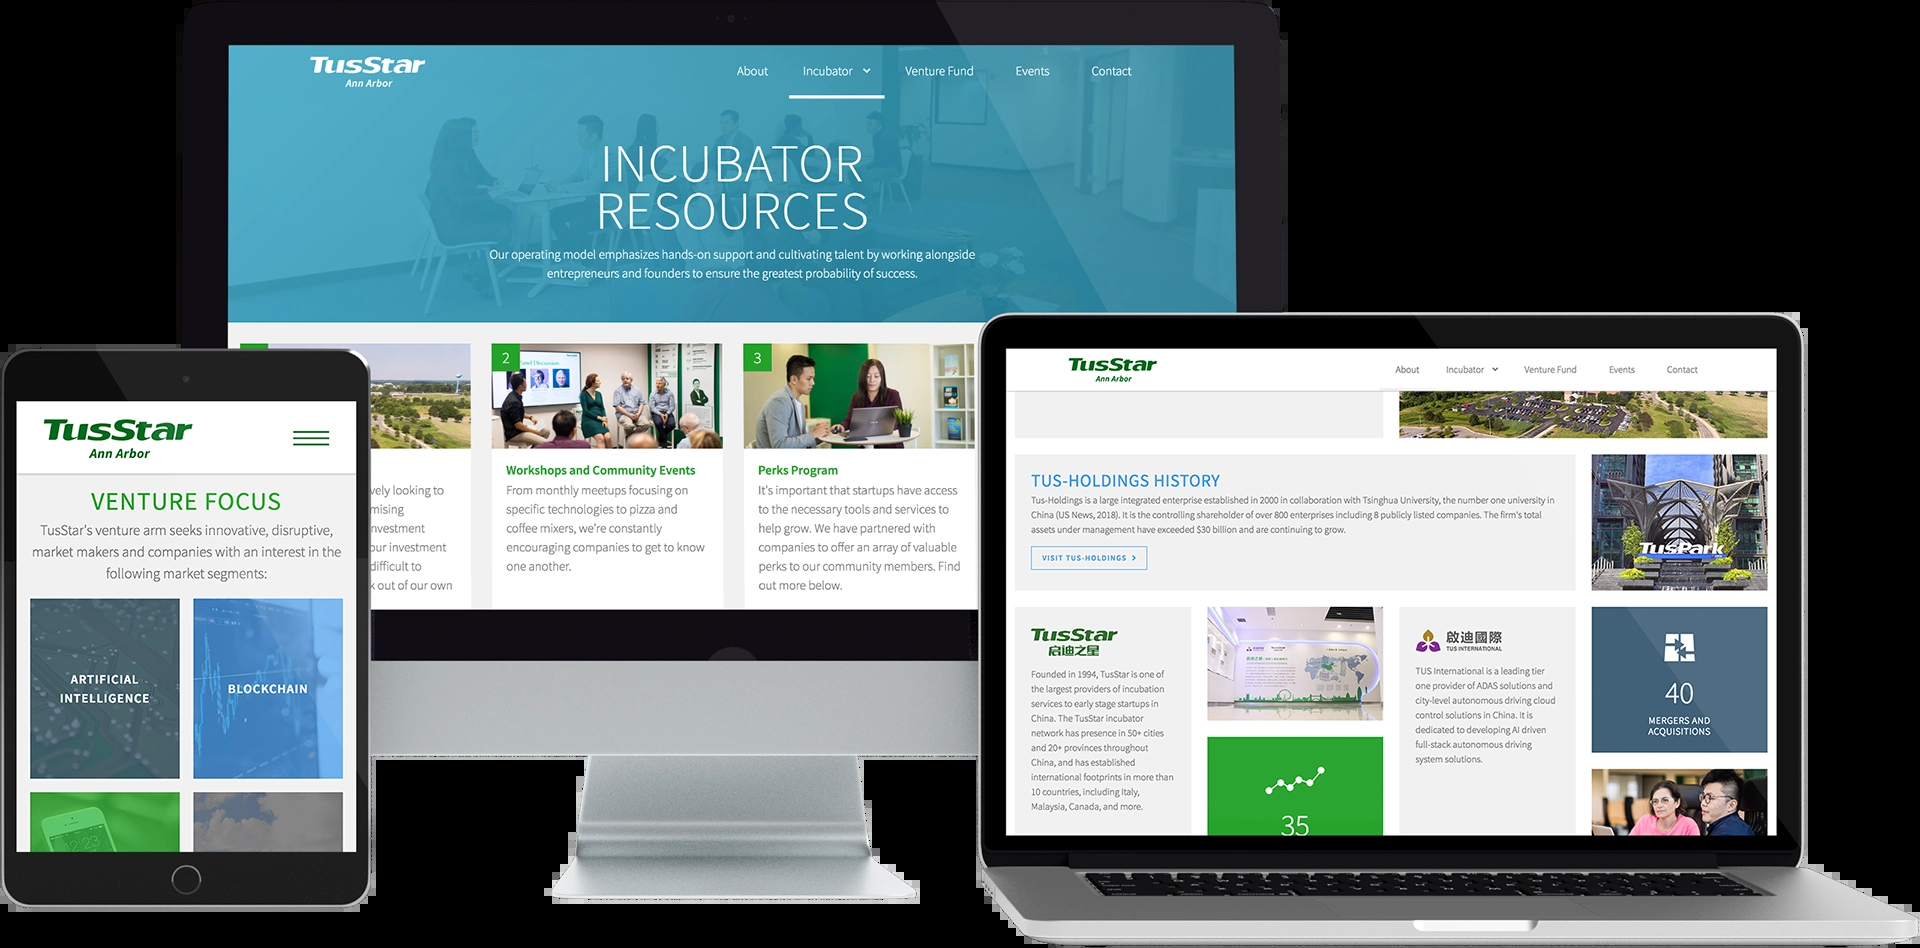 TusStar
Ann Arbor
About
Incubator
Venture Fund
Events
Contact
INCUBATOR
RESOURCES
Our operating model emphasizes hands-on support and cultivating talent by working alongside
entrepreneurs and founders to ensure the greatest probability of success.
vely looking to
mising
nvestment
our investment
difficult to
k out of our own
2
Panel Discussion
Workshops and Community Events
From monthly meetups focusing on
specific technologies to pizza and
coffee mixers, we're constantly
encouraging companies to get to know
one another.
3
Perks Program
It's important that startups have access
to the necessary tools and services to
help grow. We have partnered with
companies to offer an array of valuable
perks to our community members. Find
out more below.
TusStar
Ann Arbor
VENTURE FOCUS
TusStar's venture arm seeks innovative, disruptive,
market makers and companies with an interest in the
following market segments:
ARTIFICIAL
INTELLIGENCE
BLOCKCHAIN
12:23
TusStar
Ann Arbor
About
Incubator
Venture Fund
Events
Contact
TUS-HOLDINGS HISTORY
Tus-Holdings is a large integrated enterprise established in 2000 in collaboration with Tsinghua University, the number one university in
China (US News, 2018). It is the controlling shareholder of over 800 enterprises including 8 publicly listed companies. The firm's total
assets under management have exceeded $30 billion and are continuing to grow.
VISIT TUS-HOLDINGS
TusPark
TusStar
启迪之星
Founded in 1994, TusStar is one of
the largest providers of incubation
services to early stage startups in
China. The TusStar incubator
network has presence in 50+ cities
and 20+ provinces throughout
China, and has established
international footprints in more than
10 countries, including Italy,
Malaysia, Canada, and more.
35
啟迪國際
TUS INTERNATIONAL
TUS International is a leading tier
one provider of ADAS solutions and
city-level autonomous driving cloud
control solutions in China. It is
dedicated to developing AI driven
full-stack autonomous driving
system solutions.
40
MERGERS AND
ACQUISITIONS